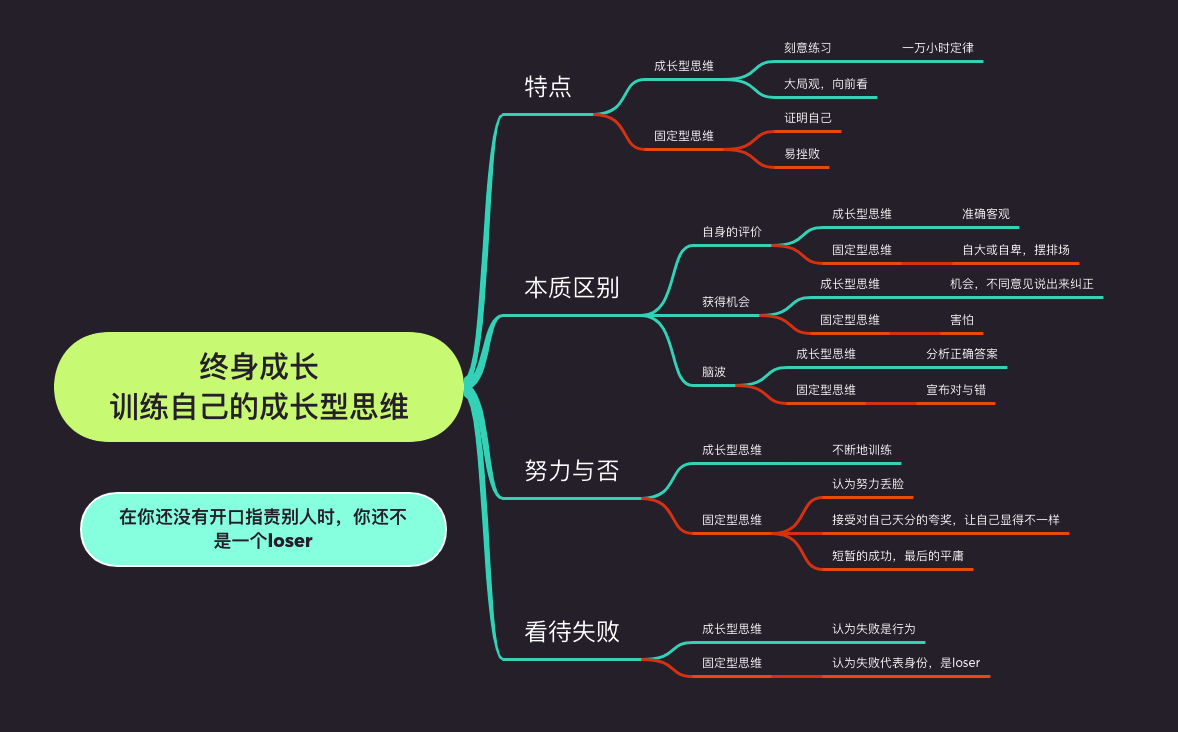 终身成长
训练自己的成长型思维
在你还没有开口指责别人时，你还不
是一个loser
特点
成长型思维
刻意练习
一万小时定律
大局观，向前看
固定型思维
证明自己
易挫败
本质区别
自身的评价
成长型思维
准确客观
固定型思维
自大或自卑，摆排场
获得机会
成长型思维
机会，不同意见说出来纠正
固定型思维
害怕
脑波
成长型思维
分析正确答案
固定型思维
宣布对与错
努力与否
成长型思维
不断地训练
固定型思维
认为努力丢脸
接受对自己天分的夸奖，让自己显得不一样
短暂的成功，最后的平庸
看待失败
成长型思维
认为失败是行为
固定型思维
认为失败代表身份，是loser